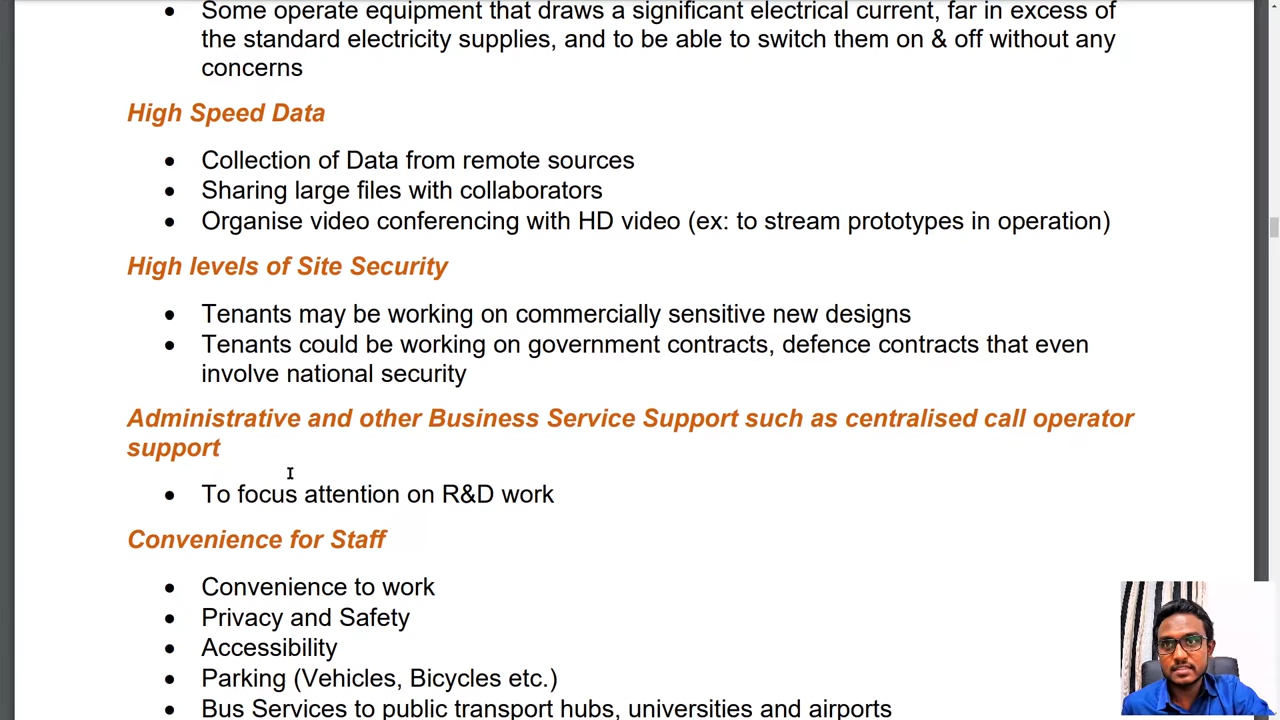 Some operate equipment that draws a significant electrical current, far in excess of
the standard electricity supplies, and to be able to switch them on & off without any
concerns
High Speed Data
Collection of Data from remote sources
Sharing large files with collaborators
Organise video conferencing with HD video (ex: to stream prototypes in operation)
High levels of Site Security
Tenants may be working on commercially sensitive new designs
Tenants could be working on government contracts, defence contracts that even
involve national security
Administrative and other Business Service Support such as centralised call operator
support
To focus attention on R&D work
Convenience for Staff
Convenience to work
Privacy and Safety
Accessibility
Parking (Vehicles, Bicycles etc.)
Bus Services to public transport hubs, universities and airports